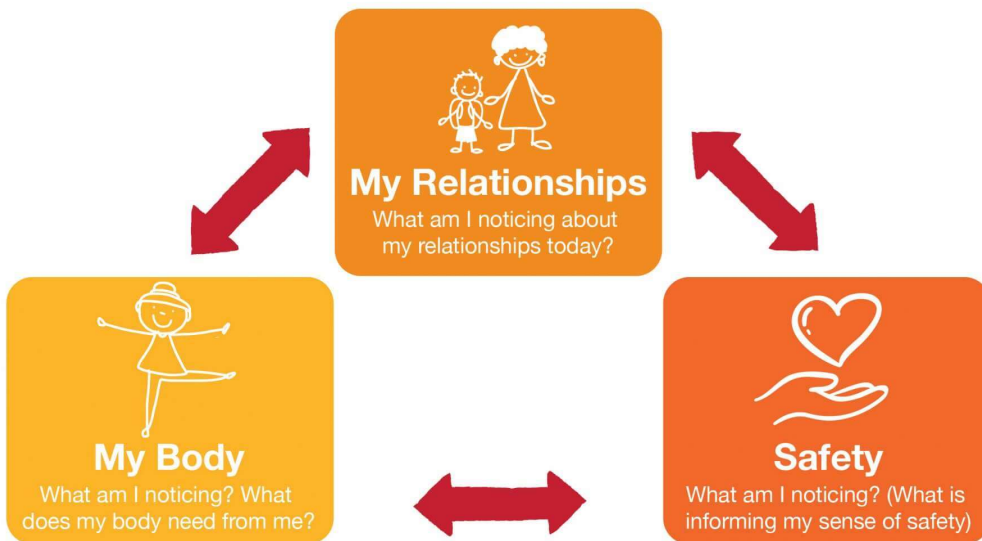 My Relationships
What am I noticing about
my relationships today?
My Body
What am I noticing? What
does my body need from me?
Safety
What am I noticing? (What is
informing my sense of safety)